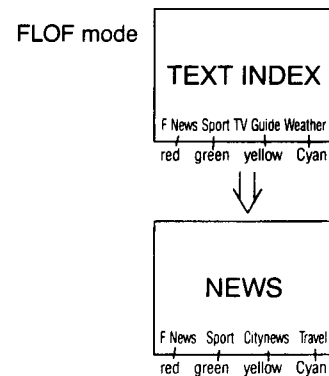 FLOF mode
TEXT INDEX
F News Sport TV Guide Weather
red green yellow Cyan
NEWS
F News Sport Citynews Travel
red green yellow Cyan